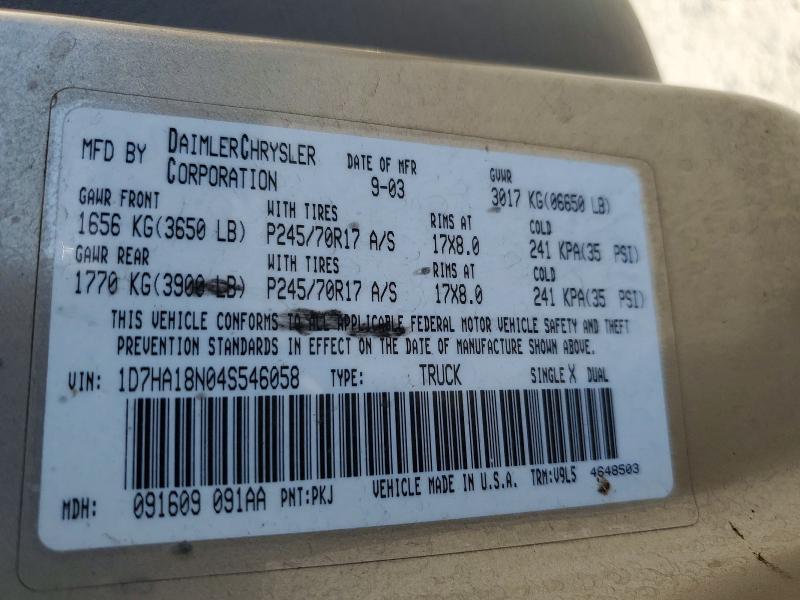 MFD BY DAIMLERCHRYSLER CORPORATION DATE OF MFR 9-03 GVWR 3017 KG(06650 LB)
GAWR FRONT WITH TIRES RIMS AT COLD
1656 KG(3650 LB) P245/70R17 A/S 17X8.0 241 KPA(35 PSI)
GAWR REAR WITH TIRES RIMS AT COLD
1770 KG(3900 LB) P245/70R17 A/S 17X8.0 241 KPA(35 PSI)
THIS VEHICLE CONFORMS TO ALL APPLICABLE FEDERAL MOTOR VEHICLE SAFETY AND THEFT
PREVENTION STANDARDS IN EFFECT ON THE DATE OF MANUFACTURE SHOWN ABOVE.
VIN: 1D7HA18N04S546058 TYPE: TRUCK SINGLE X DUAL
MDH: 091609 091AA PNT:PKJ VEHICLE MADE IN U.S.A. TRM:V9L5 4648503